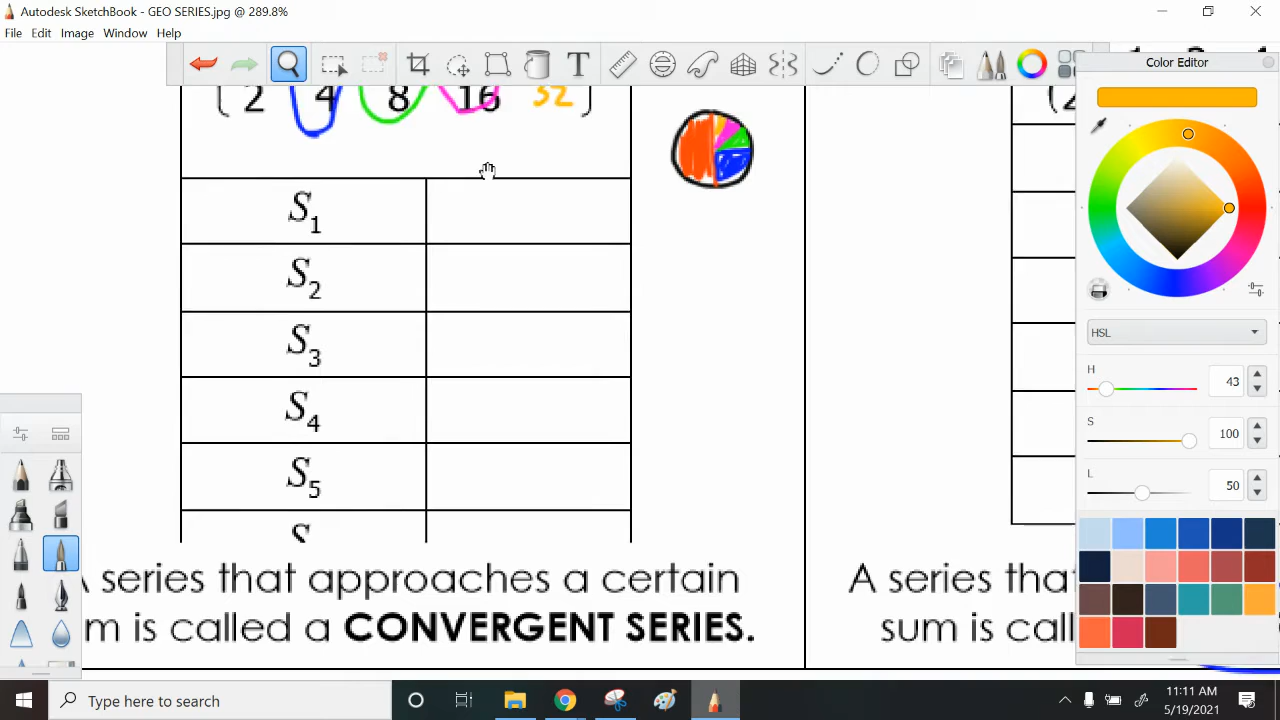 Autodesk SketchBook - GEO SERIES.jpg @ 289.8%
File Edit Image Window Help
Color Editor
( 2 4 8 16 32 )
(2
S1
S2
S3
S4
S5
S
HSL
H 43
S 100
L 50
A series that approaches a certain
m is called a CONVERGENT SERIES.
A series tha
sum is call
Type here to search
11:11 AM
5/19/2021